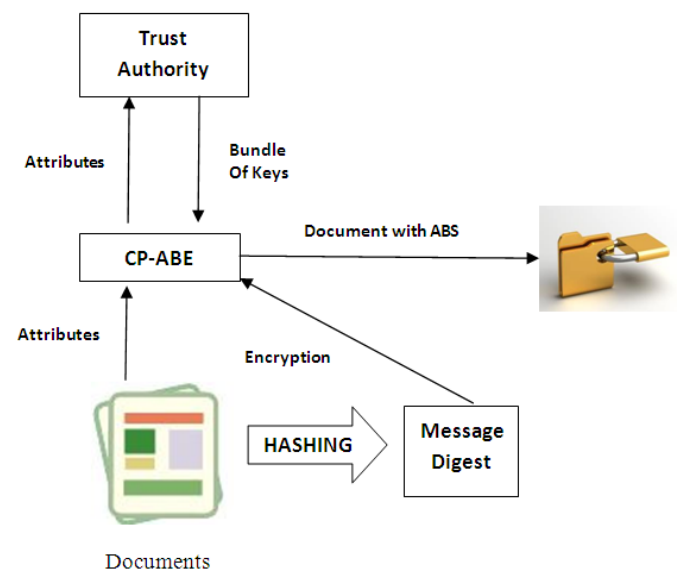 Trust
Authority
Attributes
Bundle
Of Keys
Document with ABS
CP-ABE
Attributes
Encryption
HASHING
Message
Digest
Documents